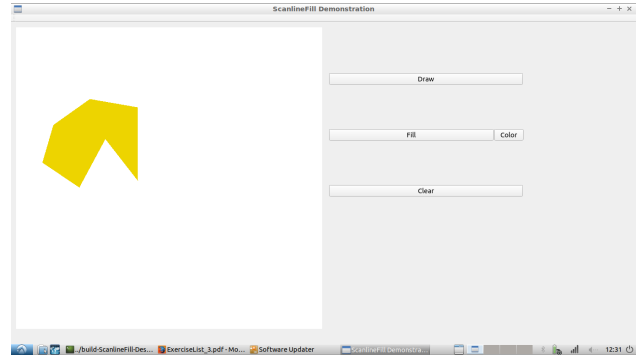 ScanlineFill Demonstration
Draw
Fill
Color
Clear
../build-ScanlineFill-Des... ExerciseList_3.pdf - Mo... Software Updater ScanlineFill Demonstra... 12:31